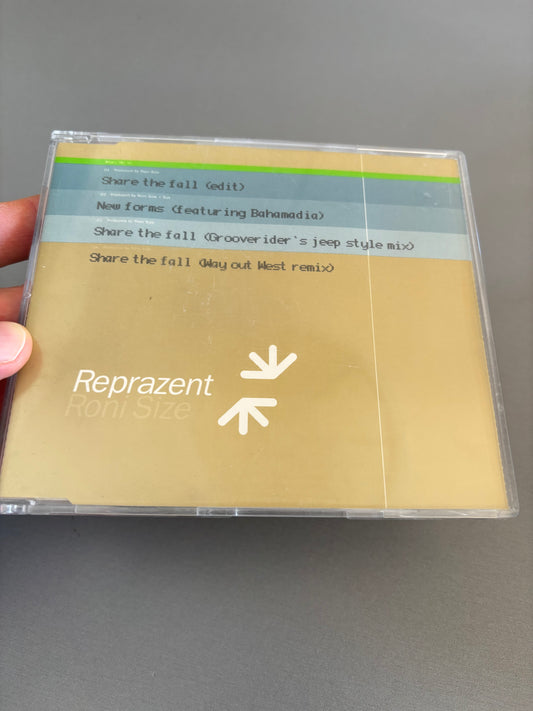 Share the fall (edit)
New forms (featuring Bahamadia)
Share the fall (Grooverider's jeep style mix)
Share the fall (Way out West remix)
Reprazent
Roni Size